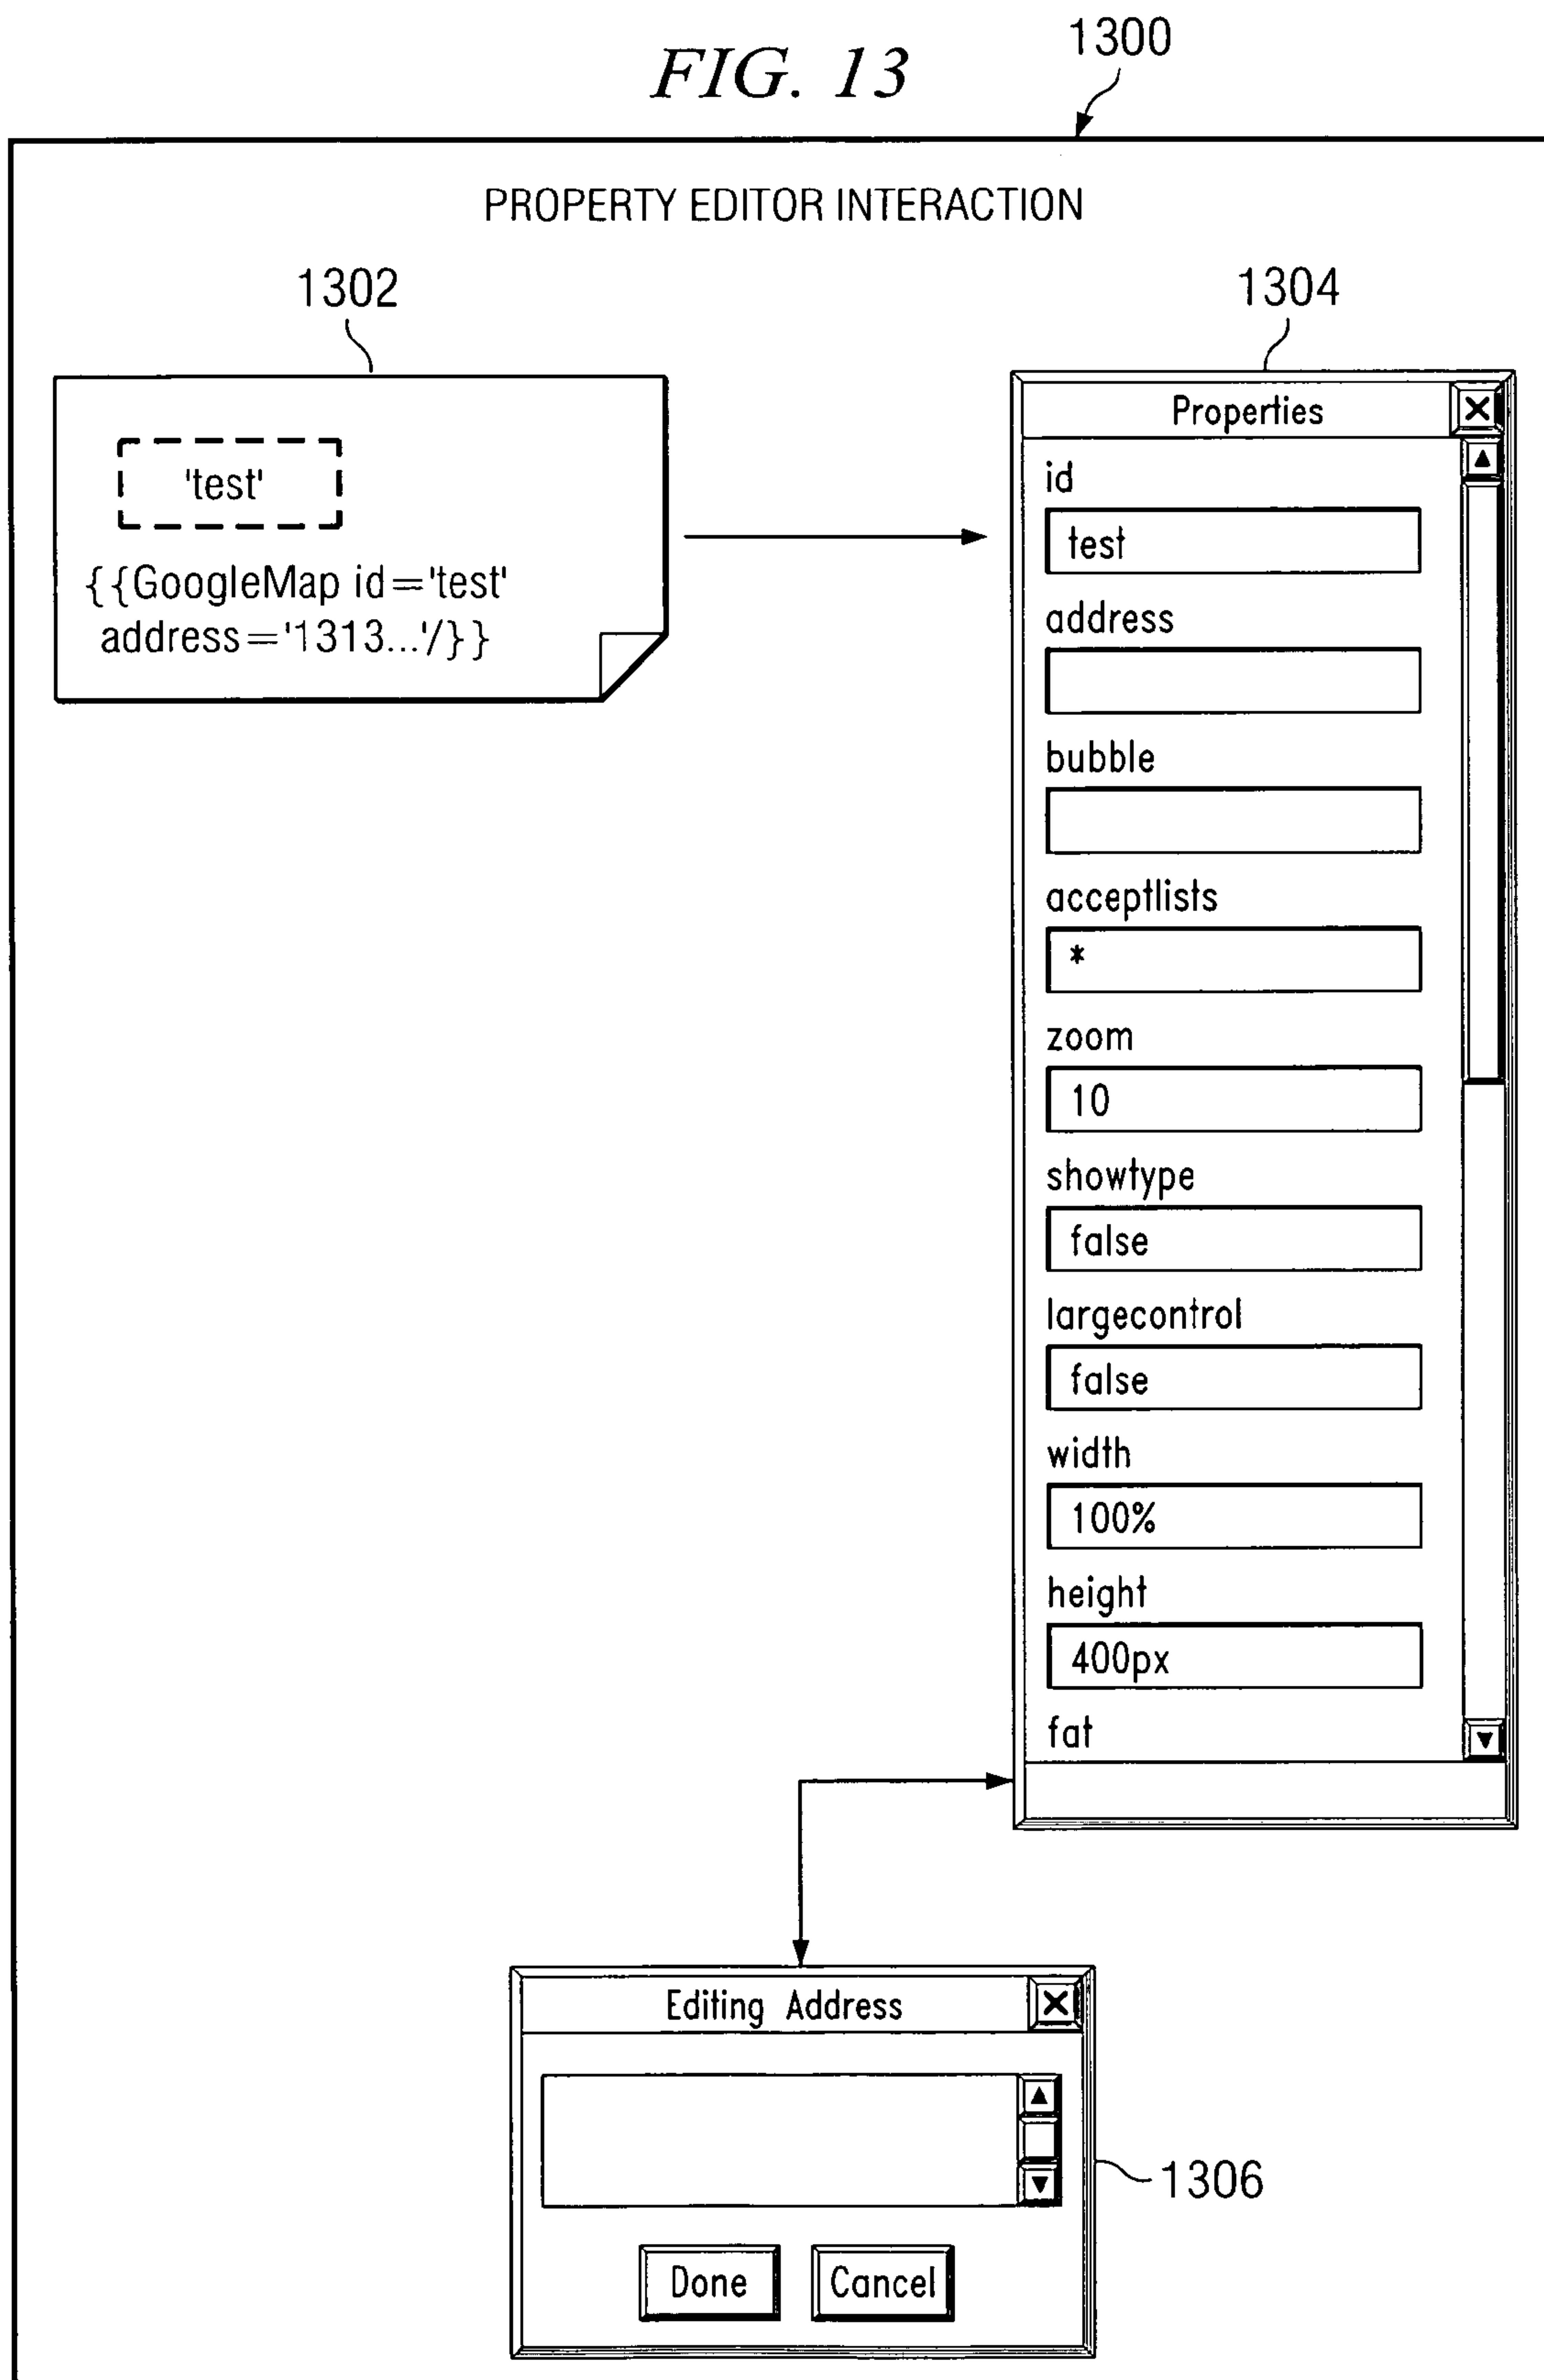 FIG. 13
1300
PROPERTY EDITOR INTERACTION
1302
'test'
{{GoogleMap id='test'
address='1313...'/}}
1304
Properties
id
test
address
bubble
acceptlists
*
zoom
10
showtype
false
largecontrol
false
width
100%
height
400px
fat
Editing Address
1306
Done
Cancel